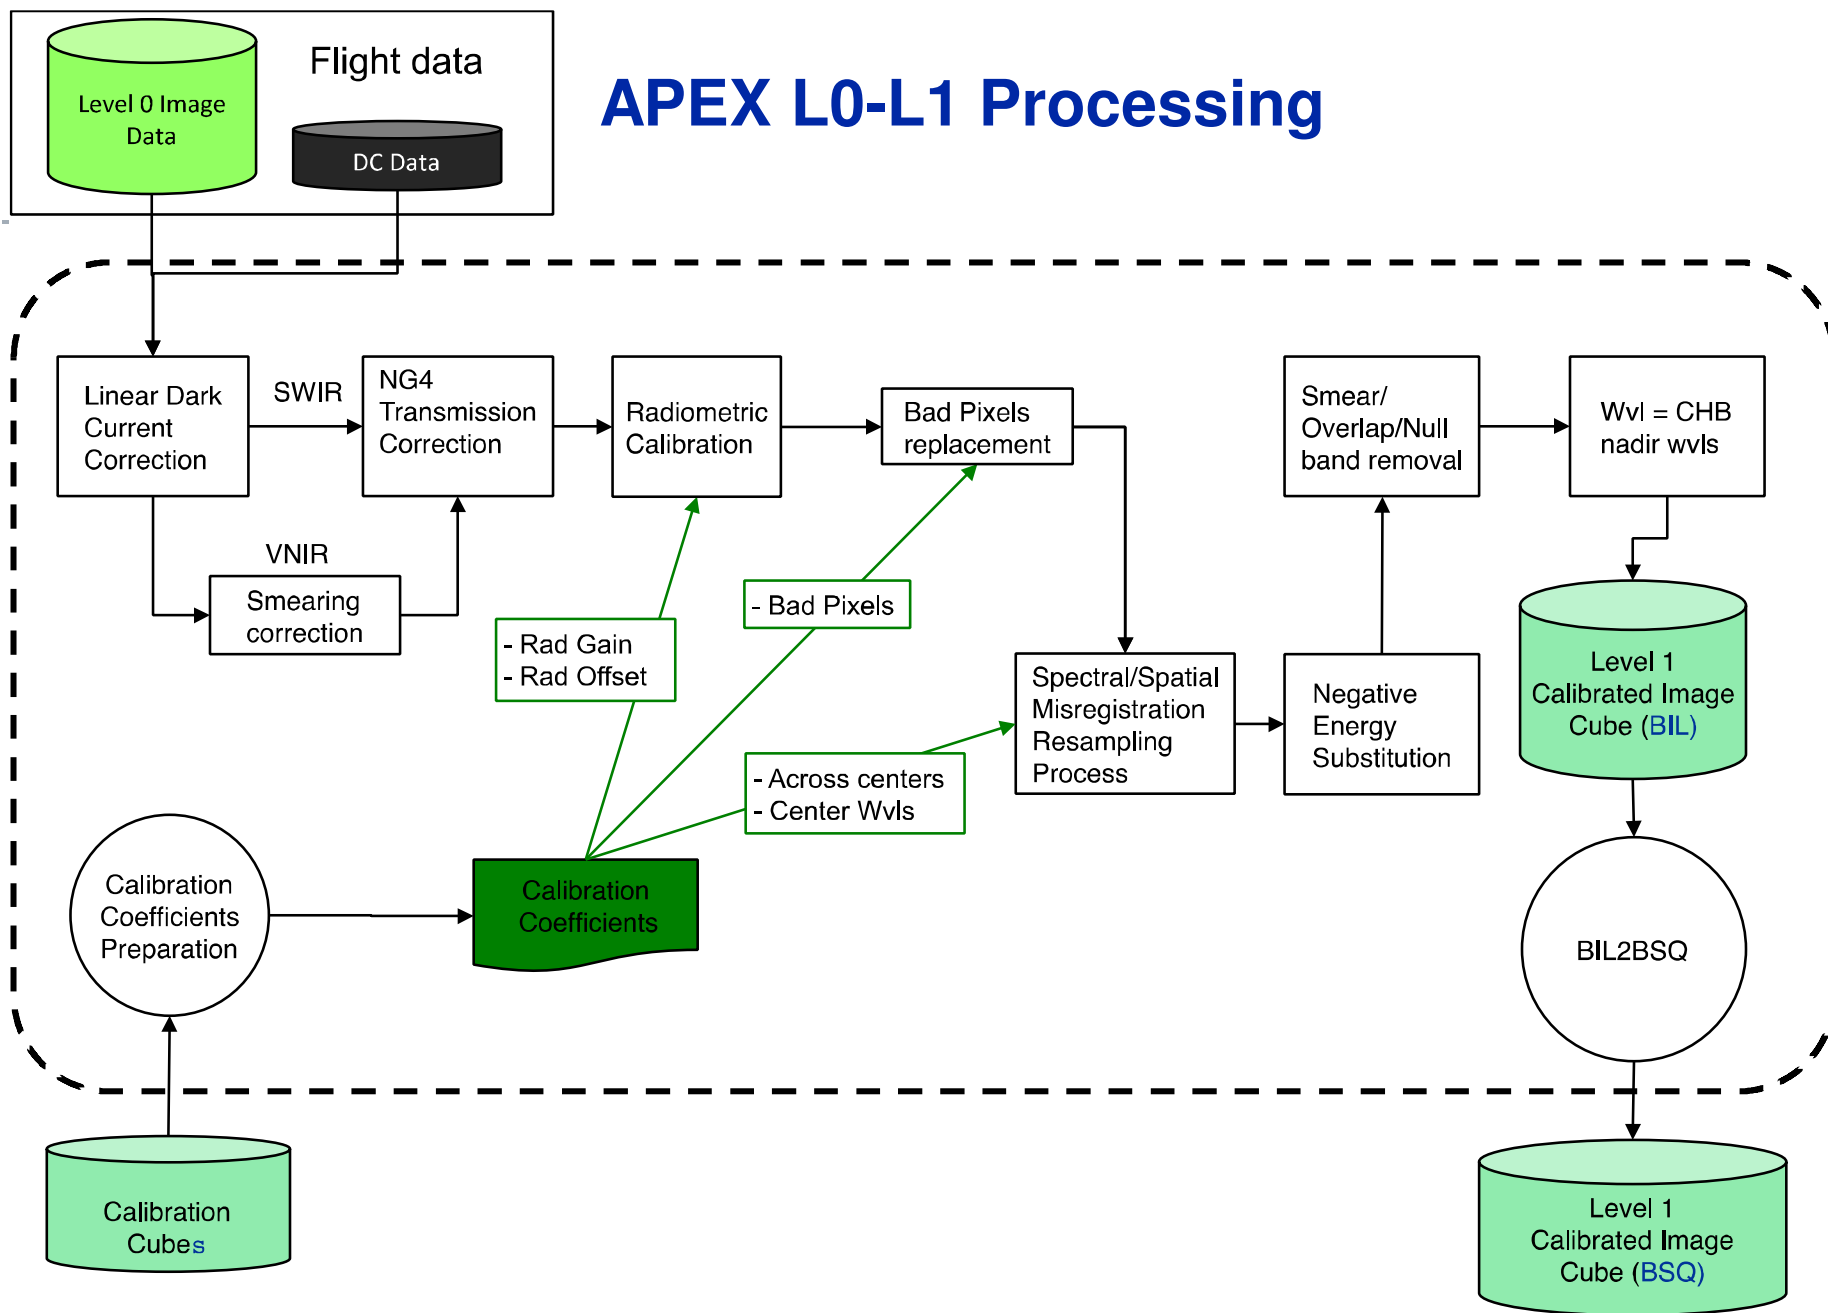 Flight data
Level 0 Image
Data
DC Data
APEX L0-L1 Processing
Linear Dark
Current
Correction
SWIR
NG4
Transmission
Correction
Radiometric
Calibration
Bad Pixels
replacement
Smear/
Overlap/Null
band removal
Wvl = CHB
nadir wvls
VNIR
Smearing
correction
- Rad Gain
- Rad Offset
- Bad Pixels
Spectral/Spatial
Misregistration
Resampling
Process
Negative
Energy
Substitution
Level 1
Calibrated Image
Cube (BIL)
- Across centers
- Center Wvls
Calibration
Coefficients
Preparation
Calibration
Coefficients
BIL2BSQ
Calibration
Cubes
Level 1
Calibrated Image
Cube (BSQ)